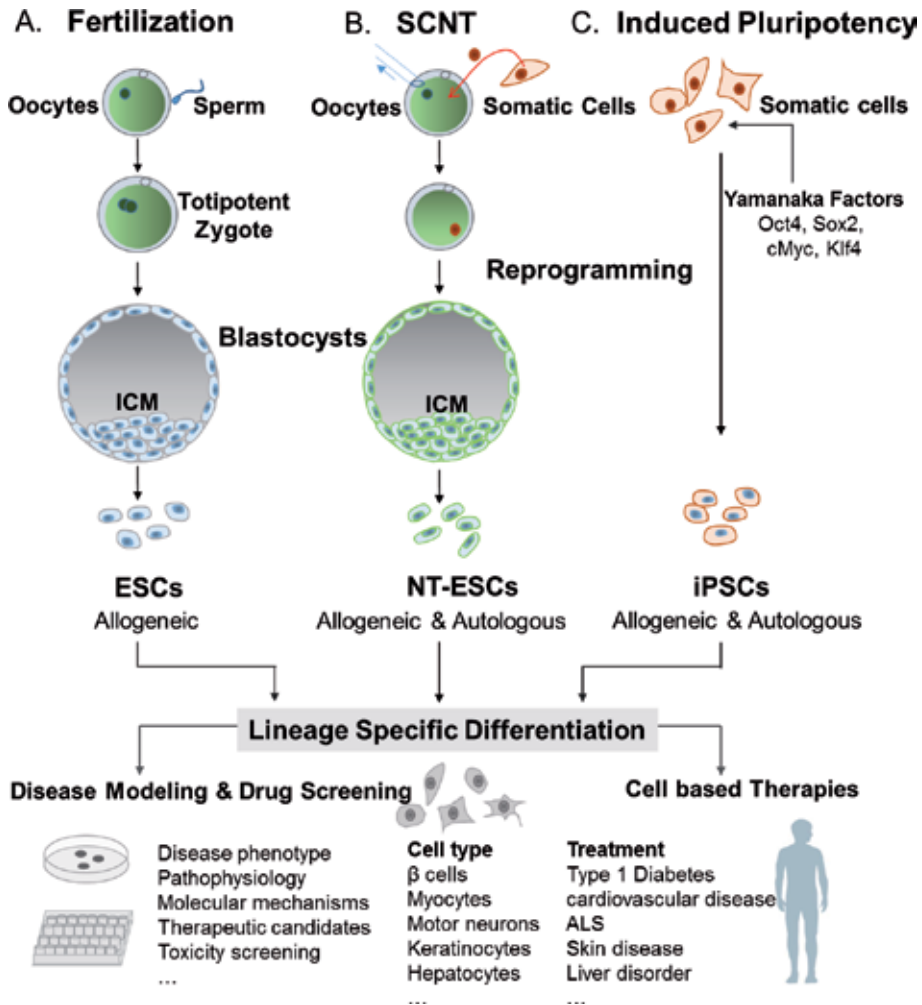 A. Fertilization
B. SCNT
C. Induced Pluripotency
Oocytes
Sperm
Oocytes
Somatic Cells
Somatic cells
Totipotent
Zygote
Yamanaka Factors
Oct4, Sox2,
cMyc, Klf4
Reprogramming
Blastocysts
ICM
ICM
ESCs
Allogeneic
NT-ESCs
Allogeneic & Autologous
iPSCs
Allogeneic & Autologous
Lineage Specific Differentiation
Disease Modeling & Drug Screening
Cell based Therapies
Disease phenotype
Pathophysiology
Molecular mechanisms
Therapeutic candidates
Toxicity screening
...
Cell type
β cells
Myocytes
Motor neurons
Keratinocytes
Hepatocytes
...
Treatment
Type 1 Diabetes
cardiovascular disease
ALS
Skin disease
Liver disorder
...